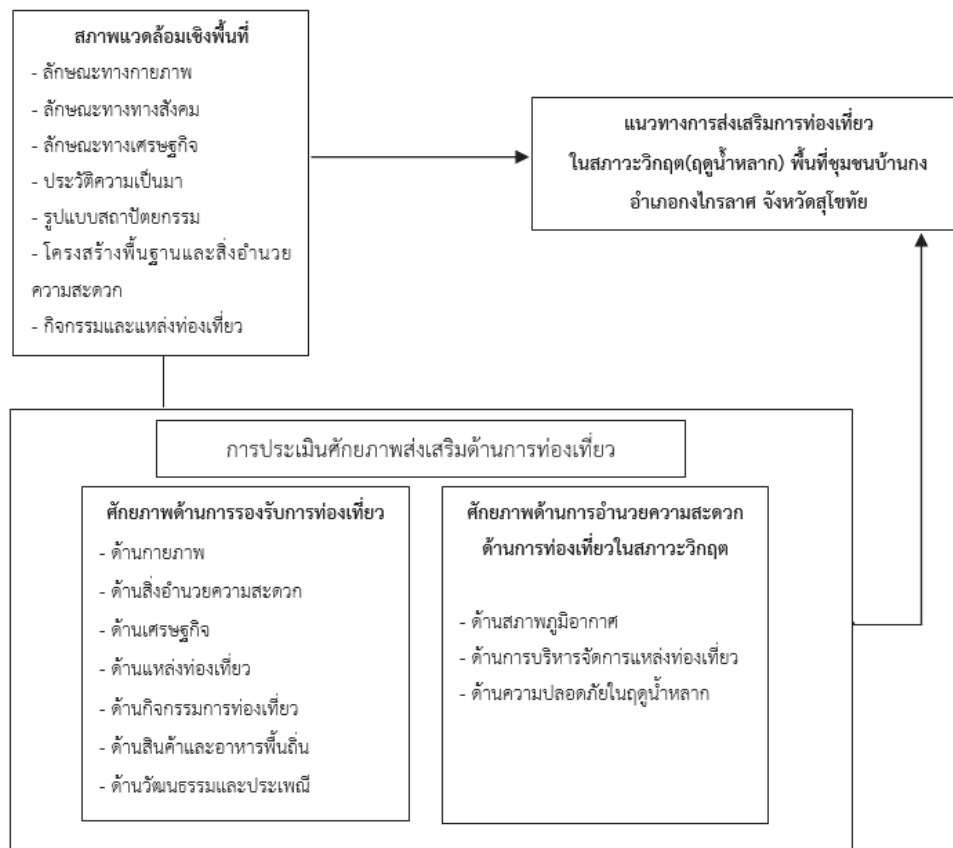 สภาพแวดล้อมเชิงพื้นที่
- ลักษณะทางกายภาพ
- ลักษณะทางทางสังคม
- ลักษณะทางเศรษฐกิจ
- ประวัติความเป็นมา
- รูปแบบสถาปัตยกรรม
- โครงสร้างพื้นฐานและสิ่งอำนวย
ความสะดวก
- กิจกรรมและแหล่งท่องเที่ยว
แนวทางการส่งเสริมการท่องเที่ยว
ในสภาวะวิกฤต(ฤดูน้ำหลาก) พื้นที่ชุมชนบ้านกง
อำเภอกงไกรลาศ จังหวัดสุโขทัย
การประเมินศักยภาพส่งเสริมด้านการท่องเที่ยว
ศักยภาพด้านการรองรับการท่องเที่ยว
- ด้านกายภาพ
- ด้านสิ่งอำนวยความสะดวก
- ด้านเศรษฐกิจ
- ด้านแหล่งท่องเที่ยว
- ด้านกิจกรรมการท่องเที่ยว
- ด้านสินค้าและอาหารพื้นถิ่น
- ด้านวัฒนธรรมและประเพณี
ศักยภาพด้านการอำนวยความสะดวก
ด้านการท่องเที่ยวในสภาวะวิกฤต
- ด้านสภาพภูมิอากาศ
- ด้านการบริหารจัดการแหล่งท่องเที่ยว
- ด้านความปลอดภัยในฤดูน้ำหลาก